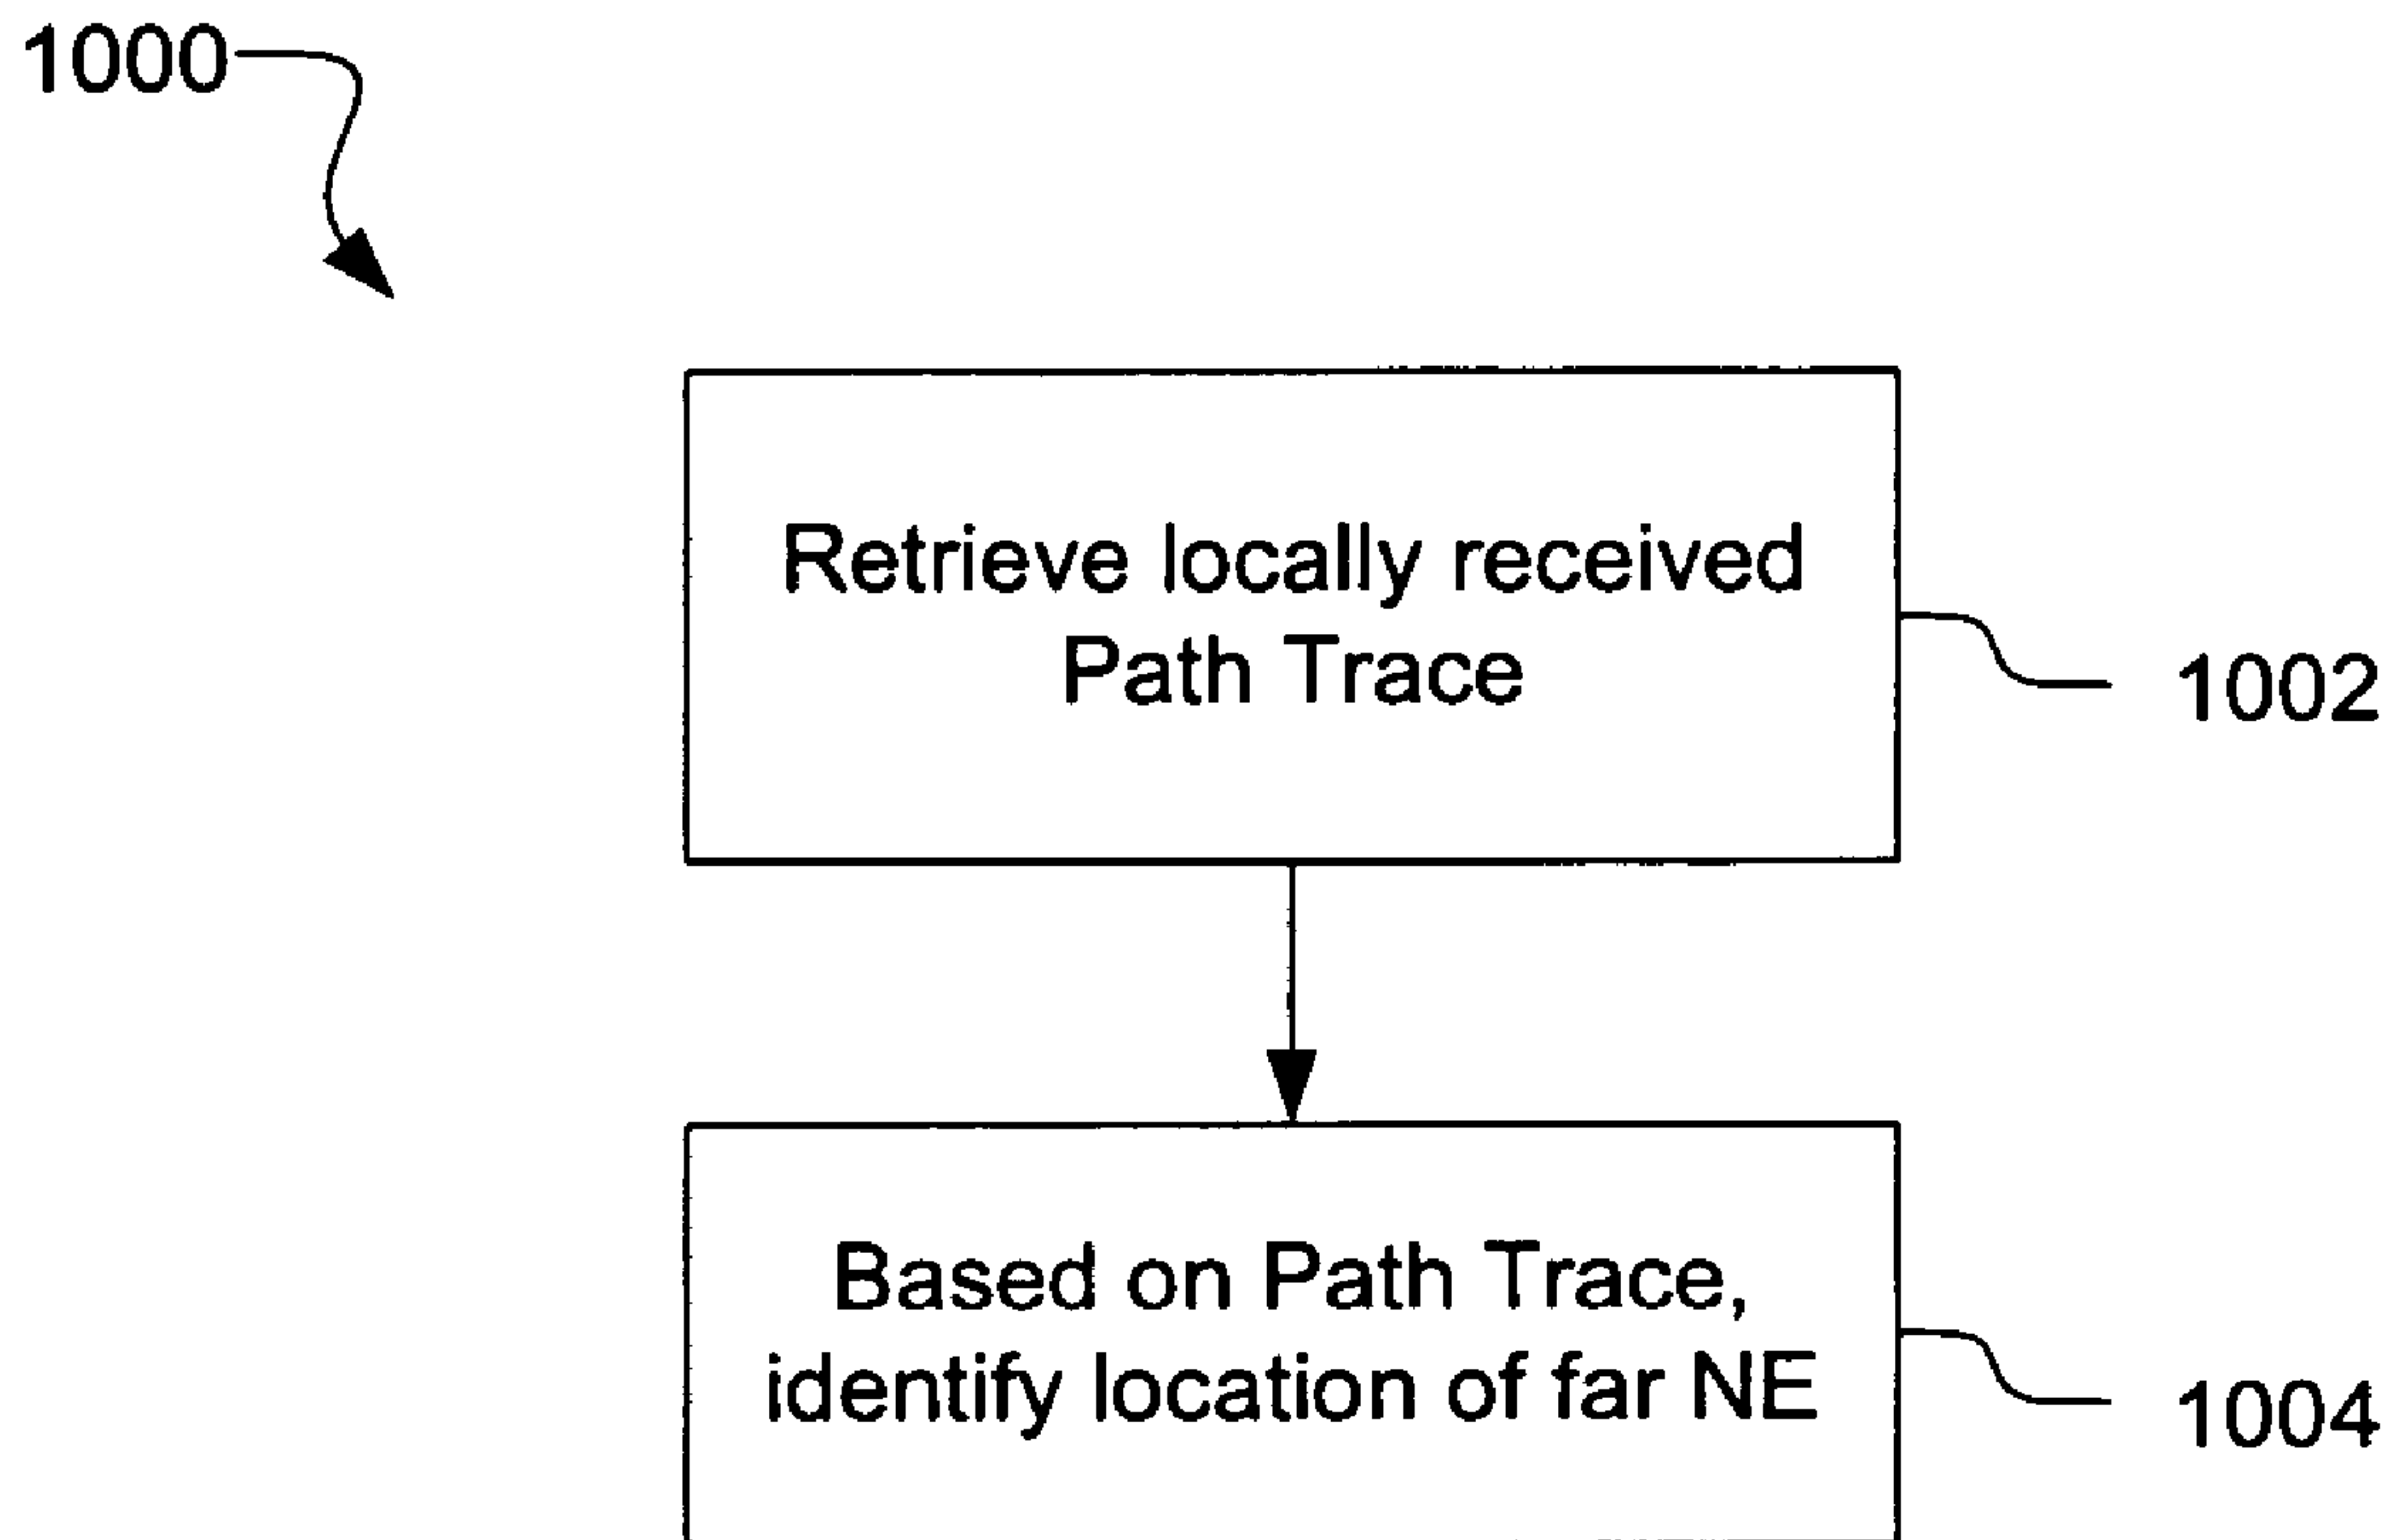 1000
Retrieve locally received
Path Trace
1002
Based on Path Trace,
identify location of far NE
1004